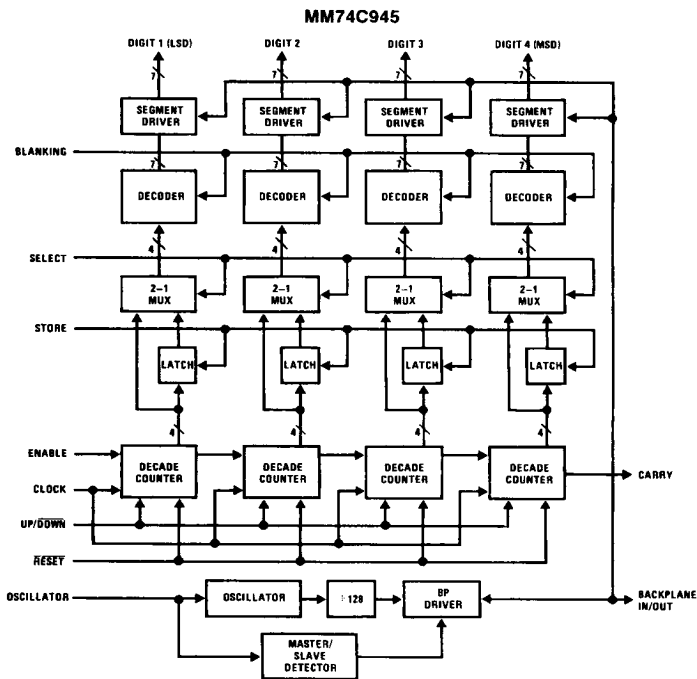 MM74C945
DIGIT 1 (LSD) DIGIT 2 DIGIT 3 DIGIT 4 (MSD)
7 7 7 7
SEGMENT DRIVER SEGMENT DRIVER SEGMENT DRIVER SEGMENT DRIVER
BLANKING
7 7 7 7
DECODER DECODER DECODER DECODER
4 4 4 4
SELECT
2-1 MUX 2-1 MUX 2-1 MUX 2-1 MUX
STORE
LATCH LATCH LATCH LATCH
4 4 4 4
ENABLE
DECADE COUNTER DECADE COUNTER DECADE COUNTER DECADE COUNTER
CARRY
CLOCK
UP/DOWN
RESET
OSCILLATOR OSCILLATOR ÷128 BP DRIVER BACKPLANE IN/OUT
MASTER/
SLAVE
DETECTOR